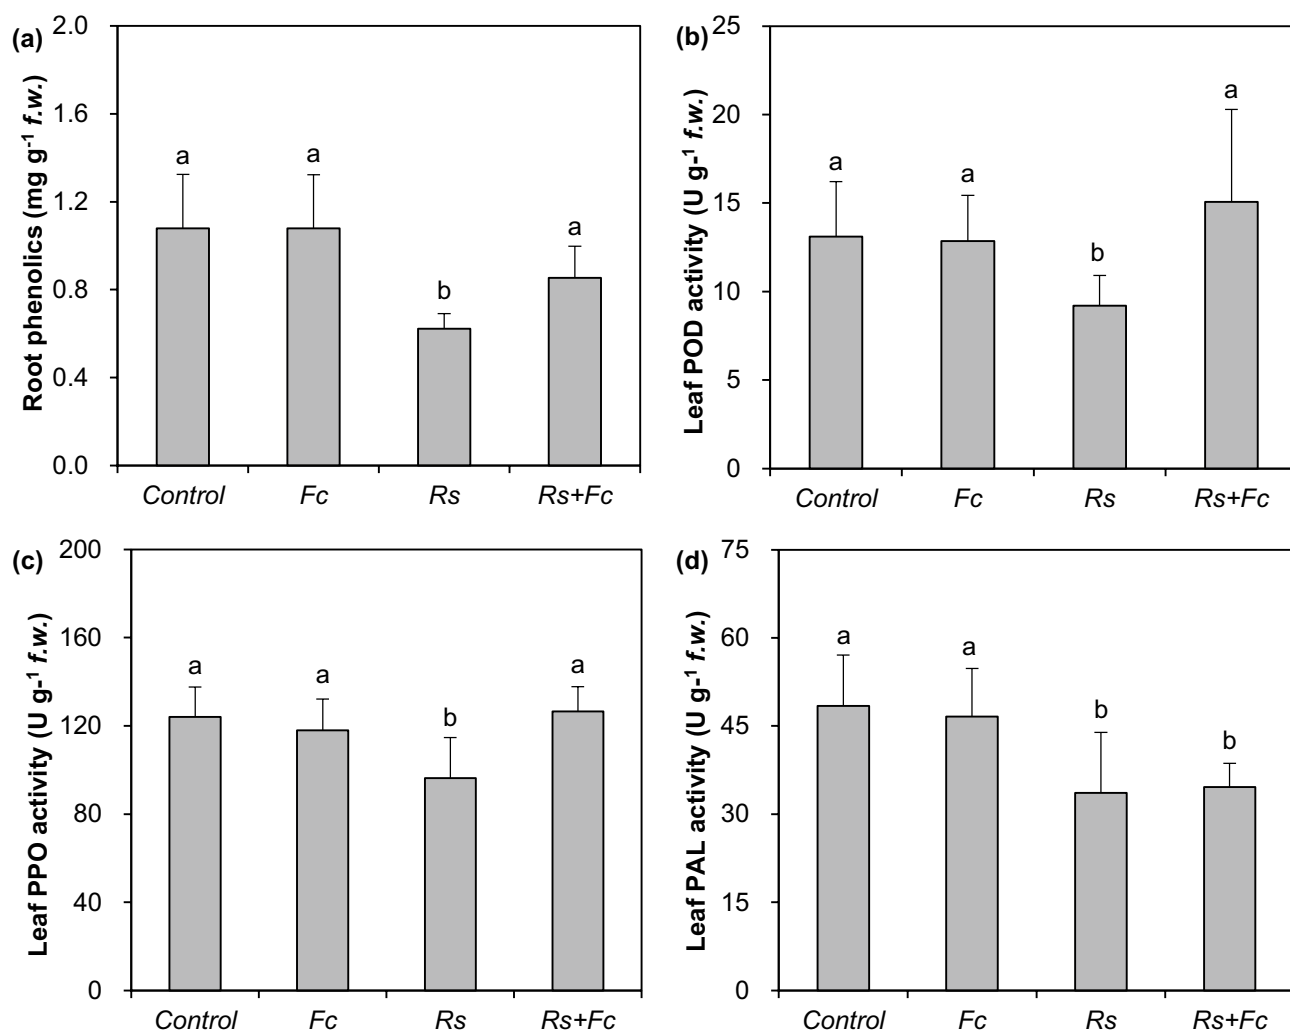 (a)
Root phenolics (mg g-1 f.w.)
2.0
1.6
1.2
0.8
0.4
0.0
a
a
b
a
Control
Fc
Rs
Rs+Fc
(b)
Leaf POD activity (U g-1 f.w.)
25
20
15
10
5
0
a
a
b
a
Control
Fc
Rs
Rs+Fc
(c)
Leaf PPO activity (U g-1 f.w.)
200
160
120
80
40
0
a
a
b
a
Control
Fc
Rs
Rs+Fc
(d)
Leaf PAL activity (U g-1 f.w.)
75
60
45
30
15
0
a
a
b
b
Control
Fc
Rs
Rs+Fc